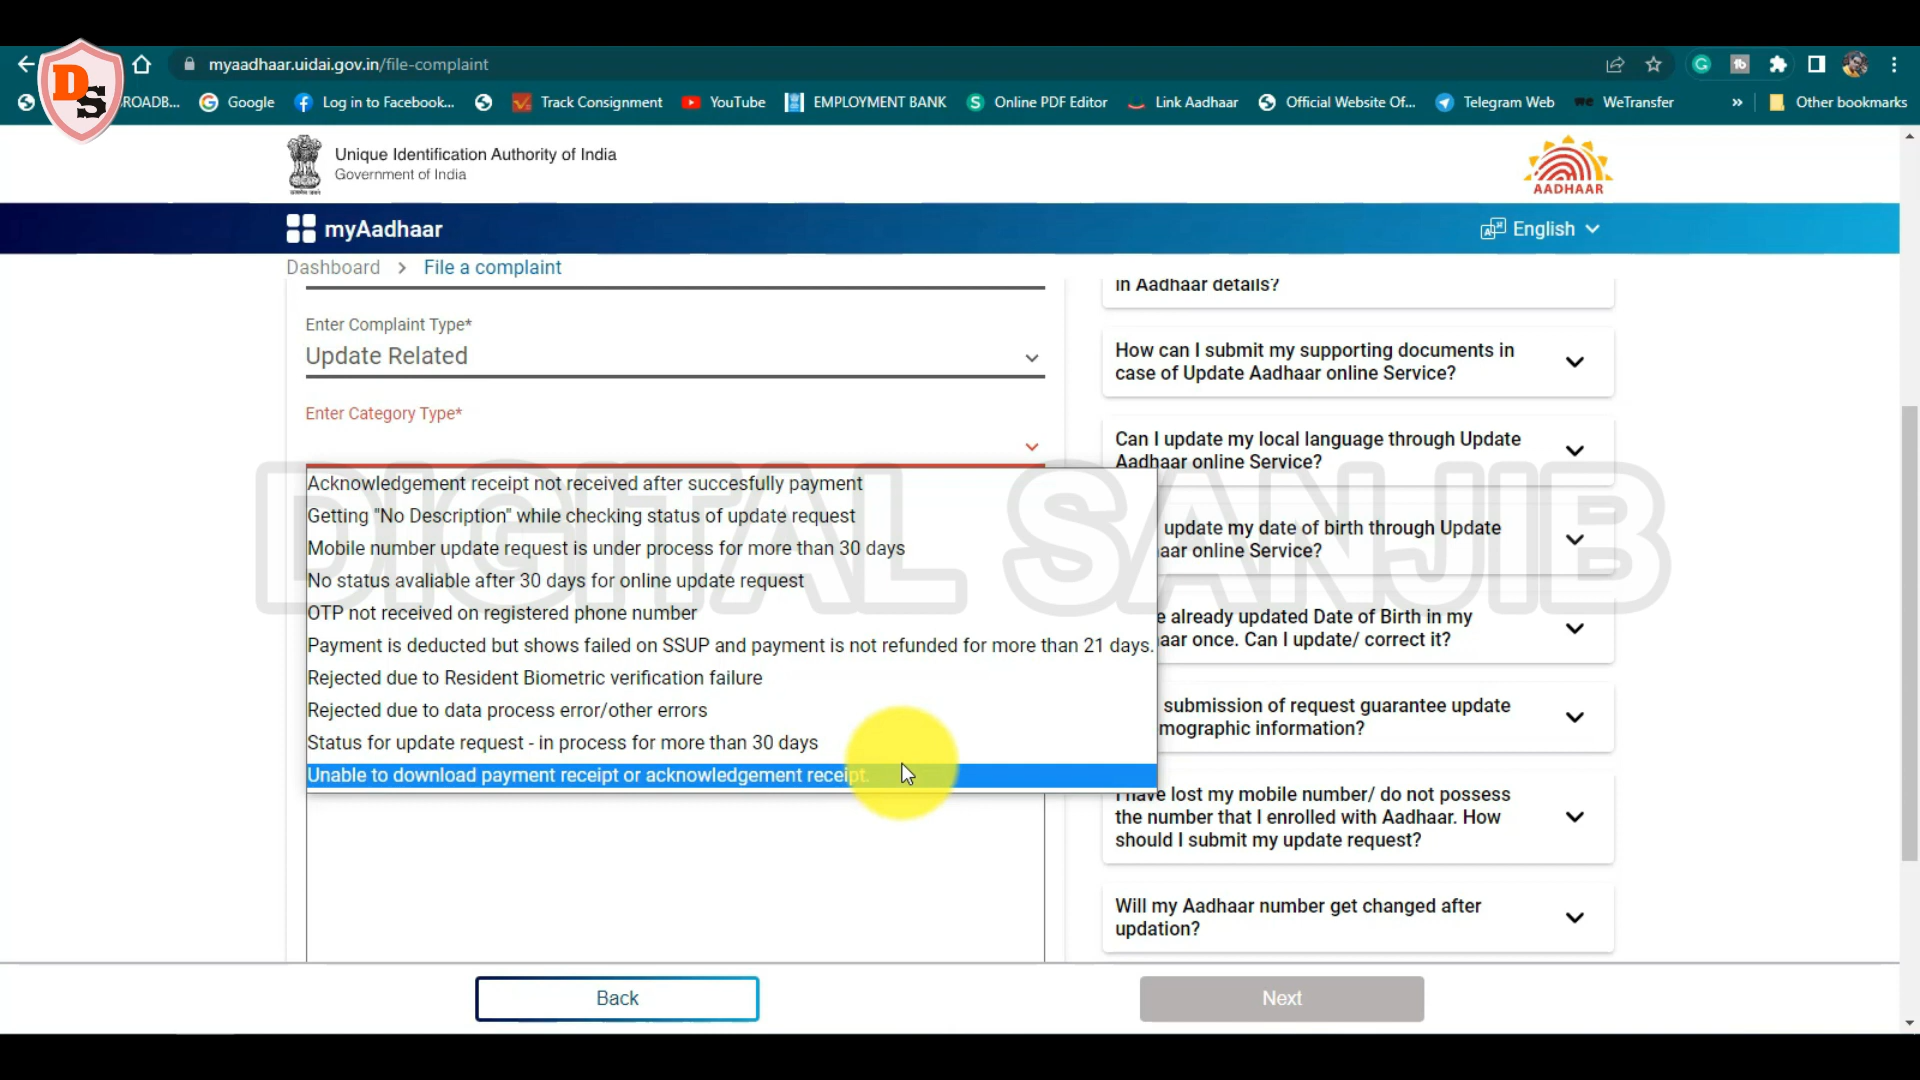 myaadhaar.uidai.gov.in/file-complaint
DS
ROADB...
Google
Log in to Facebook...
Track Consignment
YouTube
EMPLOYMENT BANK
Online PDF Editor
Link Aadhaar
Official Website Of...
Telegram Web
WeTransfer
»
Other bookmarks
Unique Identification Authority of India
Government of India
AADHAAR
myAadhaar
English
Dashboard > File a complaint
Enter Complaint Type*
Update Related
Enter Category Type*
Acknowledgement receipt not received after succesfully payment
Getting "No Description" while checking status of update request
Mobile number update request is under process for more than 30 days
No status avaliable after 30 days for online update request
OTP not received on registered phone number
Payment is deducted but shows failed on SSUP and payment is not refunded for more than 21 days.
Rejected due to Resident Biometric verification failure
Rejected due to data process error/other errors
Status for update request - in process for more than 30 days
Unable to download payment receipt or acknowledgement receipt.
in Aadhaar details?
How can I submit my supporting documents in
case of Update Aadhaar online Service?
Can I update my local language through Update
Aadhaar online Service?
update my date of birth through Update
aar online Service?
e already updated Date of Birth in my
aar once. Can I update/ correct it?
submission of request guarantee update
mographic information?
I have lost my mobile number/ do not possess
the number that I enrolled with Aadhaar. How
should I submit my update request?
Will my Aadhaar number get changed after
updation?
DIGITAL SANJIB
Back
Next